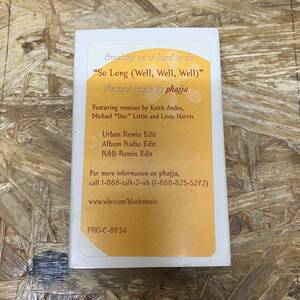 Breaking up is hard to do
"So Long (Well, Well, Well)"
the new single by phajja
Featuring remixes by Keith Andes,
Michael "Doc" Little and Livio Harris
Urban Remix Edit
Album Radio Edit
R&B Remix Edit
For more information on phajja,
call 1-888-talk-2-wb (1-888-825-5292)
www.wbr.com/blackmusic
PRO-C-8934